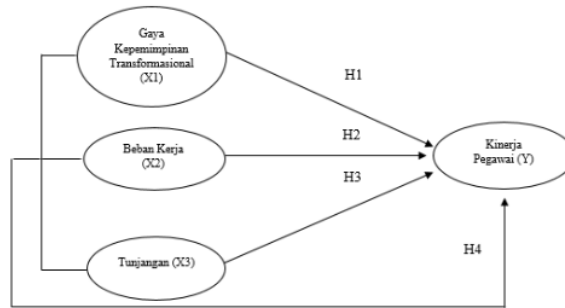 Gaya
Kepemimpinan
Transformasional
(X1)
H1
H2
Beban Kerja
(X2)
Kinerja
Pegawai (Y)
H3
Tunjangan (X3)
H4